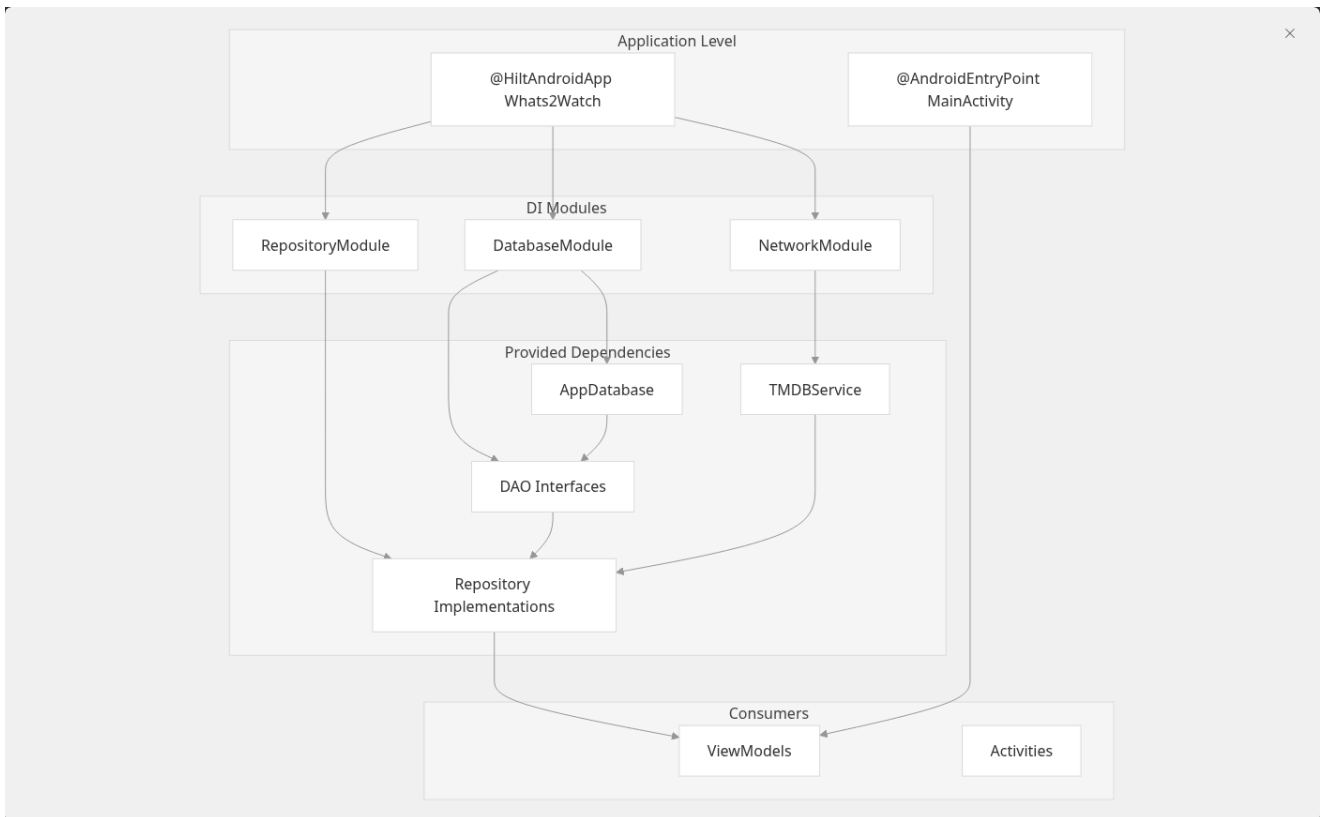 Application Level
@HiltAndroidApp
Whats2Watch
@AndroidEntryPoint
MainActivity
DI Modules
RepositoryModule
DatabaseModule
NetworkModule
Provided Dependencies
AppDatabase
TMDBService
DAO Interfaces
Repository
Implementations
Consumers
ViewModels
Activities